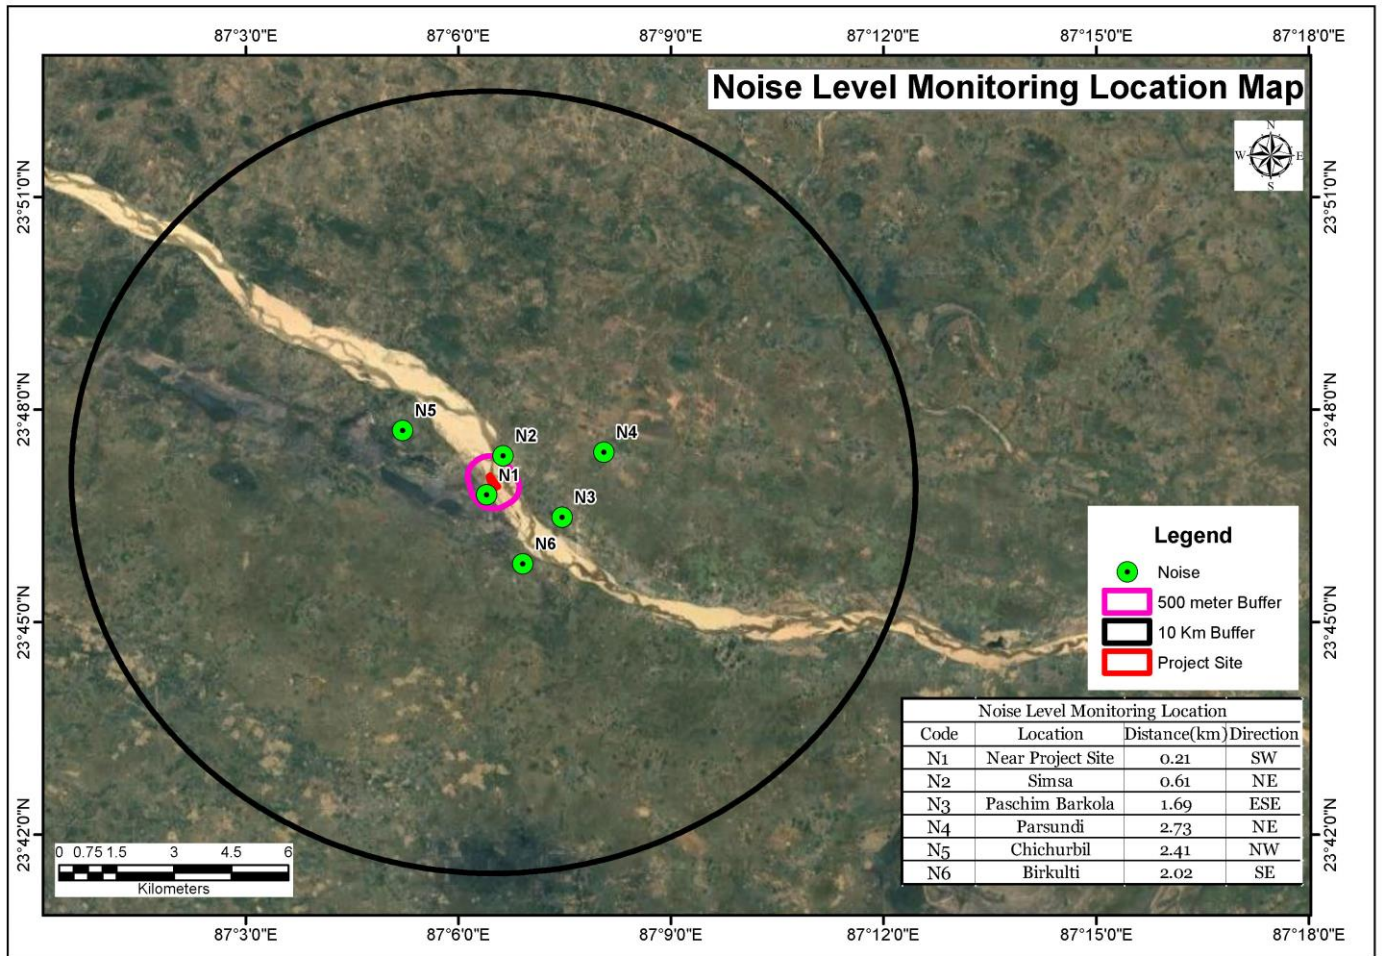 87°3'0"E 87°6'0"E 87°9'0"E 87°12'0"E 87°15'0"E 87°18'0"E
Noise Level Monitoring Location Map
N
W E
S
23°51'0"N 23°51'0"N
23°48'0"N 23°48'0"N
N5
N2
N4
N1
N3
N6
Legend
Noise
500 meter Buffer
10 Km Buffer
Project Site
23°45'0"N 23°45'0"N
Noise Level Monitoring Location
Code Location Distance(km) Direction
N1 Near Project Site 0.21 SW
N2 Simsa 0.61 NE
N3 Paschim Barkola 1.69 ESE
N4 Parsundi 2.73 NE
N5 Chichurbil 2.41 NW
N6 Birkulti 2.02 SE
23°42'0"N 23°42'0"N
0 0.75 1.5 3 4.5 6
Kilometers
87°3'0"E 87°6'0"E 87°9'0"E 87°12'0"E 87°15'0"E 87°18'0"E